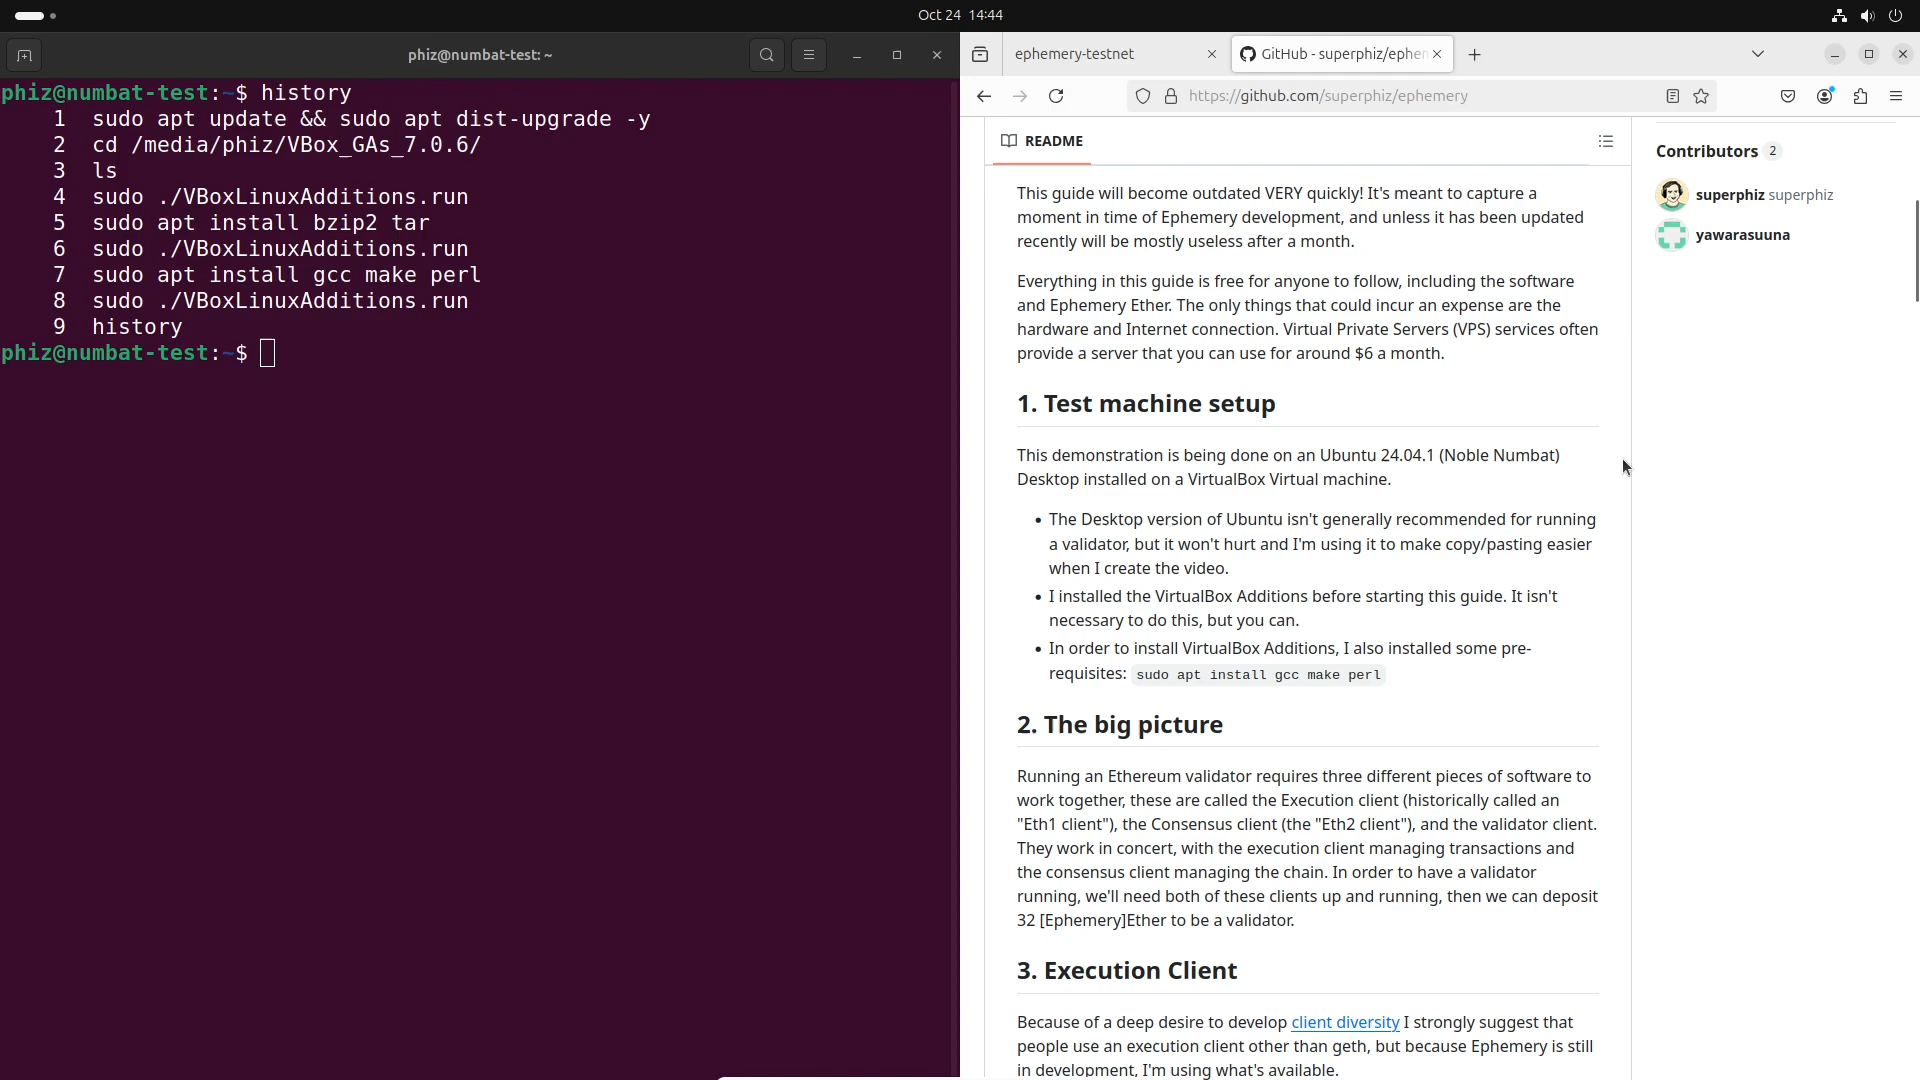 Oct 24 14:44
phiz@numbat-test: ~
phiz@numbat-test:~$ history
1 sudo apt update && sudo apt dist-upgrade -y
2 cd /media/phiz/VBox_GAs_7.0.6/
3 ls
4 sudo ./VBoxLinuxAdditions.run
5 sudo apt install bzip2 tar
6 sudo ./VBoxLinuxAdditions.run
7 sudo apt install gcc make perl
8 sudo ./VBoxLinuxAdditions.run
9 history
phiz@numbat-test:~$
ephemery-testnet
GitHub - superphiz/ephem
https://github.com/superphiz/ephemery
README
This guide will become outdated VERY quickly! It's meant to capture a
moment in time of Ephemery development, and unless it has been updated
recently will be mostly useless after a month.
Everything in this guide is free for anyone to follow, including the software
and Ephemery Ether. The only things that could incur an expense are the
hardware and Internet connection. Virtual Private Servers (VPS) services often
provide a server that you can use for around $6 a month.
1. Test machine setup
This demonstration is being done on an Ubuntu 24.04.1 (Noble Numbat)
Desktop installed on a VirtualBox Virtual machine.
• The Desktop version of Ubuntu isn't generally recommended for running
a validator, but it won't hurt and I'm using it to make copy/pasting easier
when I create the video.
• I installed the VirtualBox Additions before starting this guide. It isn't
necessary to do this, but you can.
• In order to install VirtualBox Additions, I also installed some pre-
requisites: sudo apt install gcc make perl
2. The big picture
Running an Ethereum validator requires three different pieces of software to
work together, these are called the Execution client (historically called an
"Eth1 client"), the Consensus client (the "Eth2 client"), and the validator client.
They work in concert, with the execution client managing transactions and
the consensus client managing the chain. In order to have a validator
running, we'll need both of these clients up and running, then we can deposit
32 [Ephemery]Ether to be a validator.
3. Execution Client
Because of a deep desire to develop client diversity I strongly suggest that
people use an execution client other than geth, but because Ephemery is still
in development, I'm using what's available.
Contributors 2
superphiz superphiz
yawarasuuna